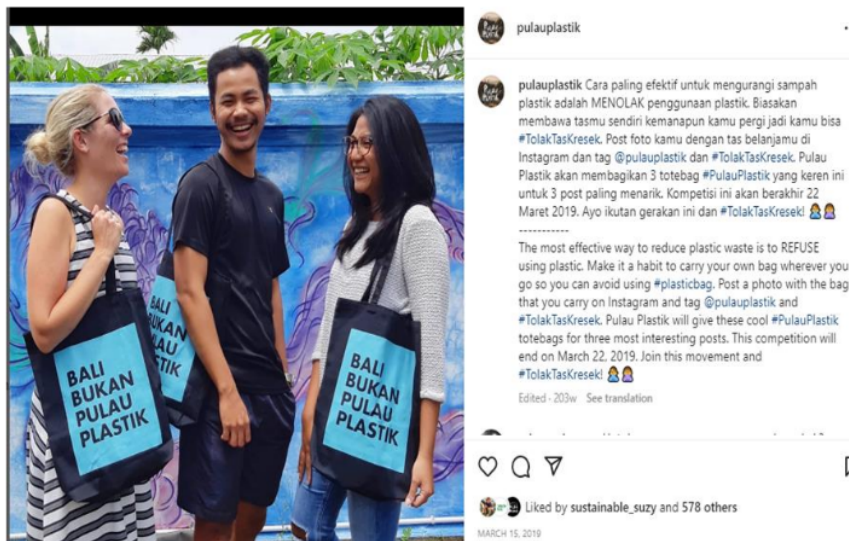 pulauplastik
pulauplastik Cara paling efektif untuk mengurangi sampah
plastik adalah MENOLAK penggunaan plastik. Biasakan
membawa tasmu sendiri kemanapun kamu pergi jadi kamu bisa
#TolakTasKresek. Post foto kamu dengan tas belanjamu di
Instagram dan tag @pulauplastik dan #TolakTasKresek. Pulau
Plastik akan membagikan 3 totebag #PulauPlastik yang keren ini
untuk 3 post paling menarik. Kompetisi ini akan berakhir 22
Maret 2019. Ayo ikutan gerakan ini dan #TolakTasKresek! 🙅🙅
-----------
The most effective way to reduce plastic waste is to REFUSE
using plastic. Make it a habit to carry your own bag wherever you
go so you can avoid using #plasticbag. Post a photo with the bag
that you carry on Instagram and tag @pulauplastik and
#TolakTasKresek. Pulau Plastik will give these cool #PulauPlastik
totebags for three most interesting posts. This competition will
end on March 22, 2019. Join this movement and
#TolakTasKresek! 🙅🙅
Edited · 203w See translation
Liked by sustainable_suzy and 578 others
MARCH 15, 2019
BALI
BUKAN
PULAU
PLASTIK
BALI
UKAN
LAU
STIK
BALI
BUKAN
PULAU
PLASTIK